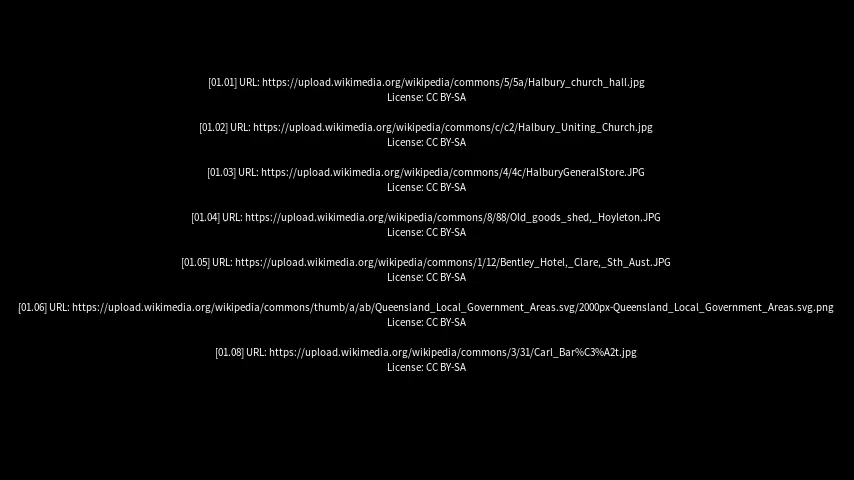 [01.01] URL: https://upload.wikimedia.org/wikipedia/commons/5/5a/Halbury_church_hall.jpg
License: CC BY-SA
[01.02] URL: https://upload.wikimedia.org/wikipedia/commons/c/c2/Halbury_Uniting_Church.jpg
License: CC BY-SA
[01.03] URL: https://upload.wikimedia.org/wikipedia/commons/4/4c/HalburyGeneralStore.JPG
License: CC BY-SA
[01.04] URL: https://upload.wikimedia.org/wikipedia/commons/8/88/Old_goods_shed,_Hoyleton.JPG
License: CC BY-SA
[01.05] URL: https://upload.wikimedia.org/wikipedia/commons/1/12/Bentley_Hotel,_Clare,_Sth_Aust.JPG
License: CC BY-SA
[01.06] URL: https://upload.wikimedia.org/wikipedia/commons/thumb/a/ab/Queensland_Local_Government_Areas.svg/2000px-Queensland_Local_Government_Areas.svg.png
License: CC BY-SA
[01.08] URL: https://upload.wikimedia.org/wikipedia/commons/3/31/Carl_Bar%C3%A2t.jpg
License: CC BY-SA